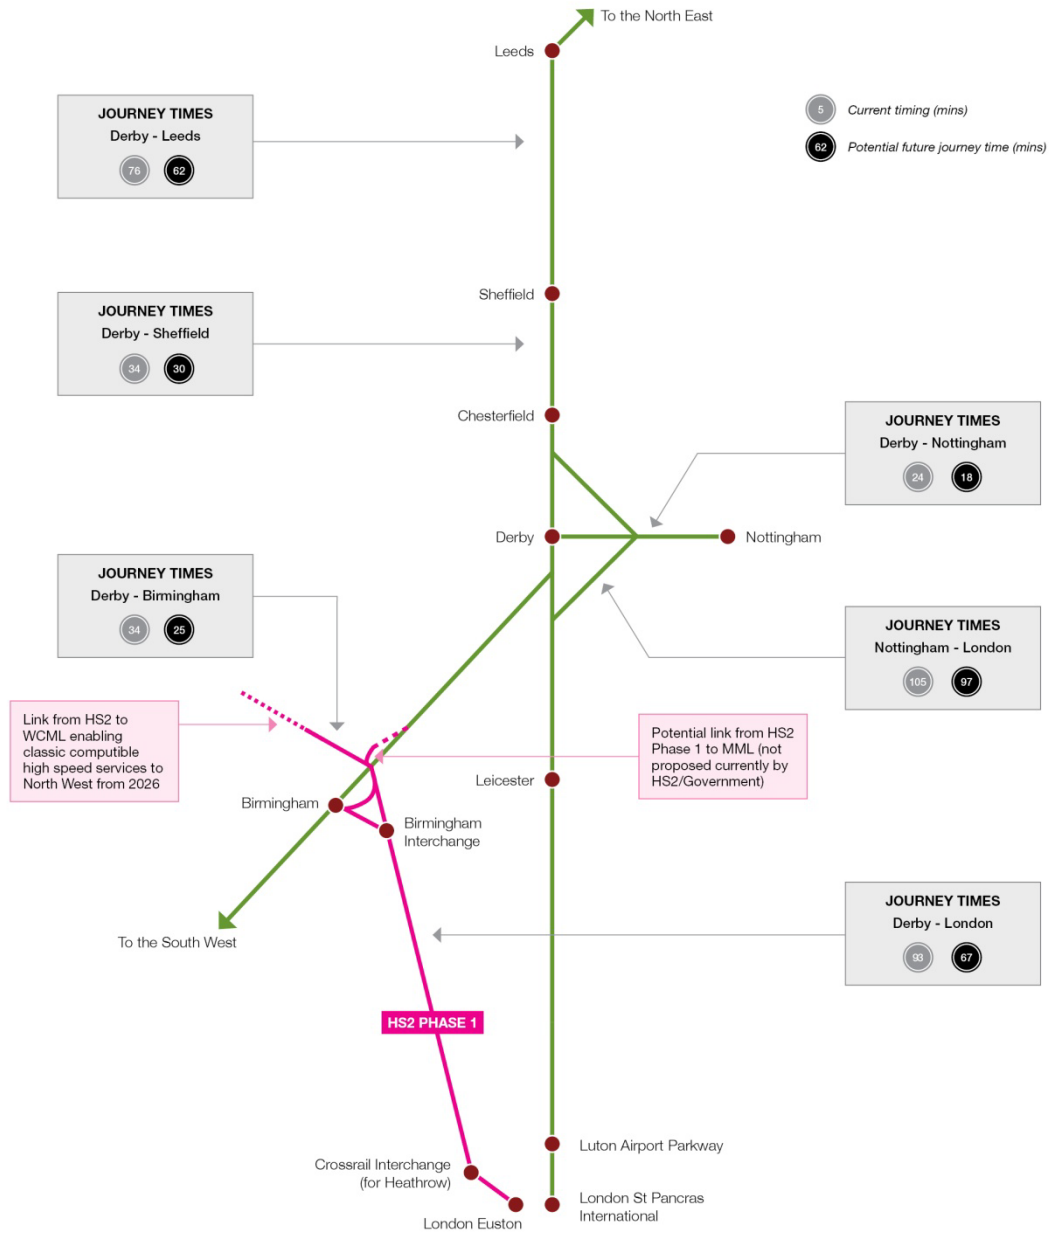 To the North East
Leeds
JOURNEY TIMES
Derby - Leeds
76 62
5 Current timing (mins)
62 Potential future journey time (mins)
Sheffield
JOURNEY TIMES
Derby - Sheffield
34 30
Chesterfield
JOURNEY TIMES
Derby - Nottingham
24 18
Derby
Nottingham
JOURNEY TIMES
Derby - Birmingham
34 25
JOURNEY TIMES
Nottingham - London
105 97
Link from HS2 to
WCML enabling
classic computible
high speed services to
North West from 2026
Potential link from HS2
Phase 1 to MML (not
proposed currently by
HS2/Government)
Leicester
Birmingham
Birmingham
Interchange
To the South West
JOURNEY TIMES
Derby - London
93 67
HS2 PHASE 1
Luton Airport Parkway
Crossrail Interchange
(for Heathrow)
London St Pancras
International
London Euston